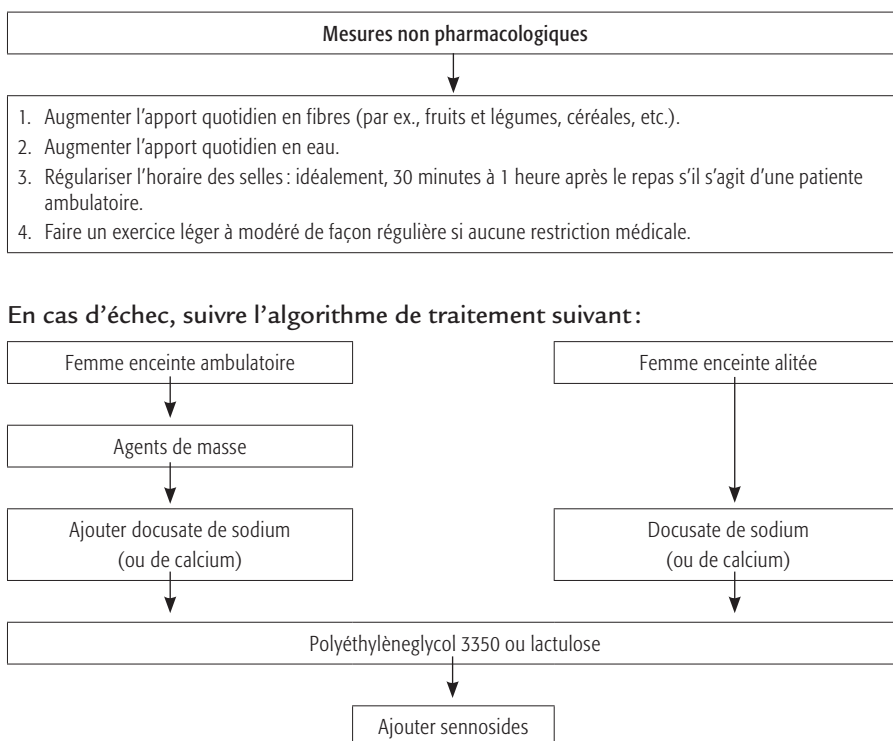 Mesures non pharmacologiques
1. Augmenter l'apport quotidien en fibres (par ex., fruits et légumes, céréales, etc.).
2. Augmenter l'apport quotidien en eau.
3. Régulariser l'horaire des selles : idéalement, 30 minutes à 1 heure après le repas s'il s'agit d'une patiente
ambulatoire.
4. Faire un exercice léger à modéré de façon régulière si aucune restriction médicale.
En cas d'échec, suivre l'algorithme de traitement suivant :
Femme enceinte ambulatoire
Femme enceinte alitée
Agents de masse
Ajouter docusate de sodium
(ou de calcium)
Docusate de sodium
(ou de calcium)
Polyéthylèneglycol 3350 ou lactulose
Ajouter sennosides